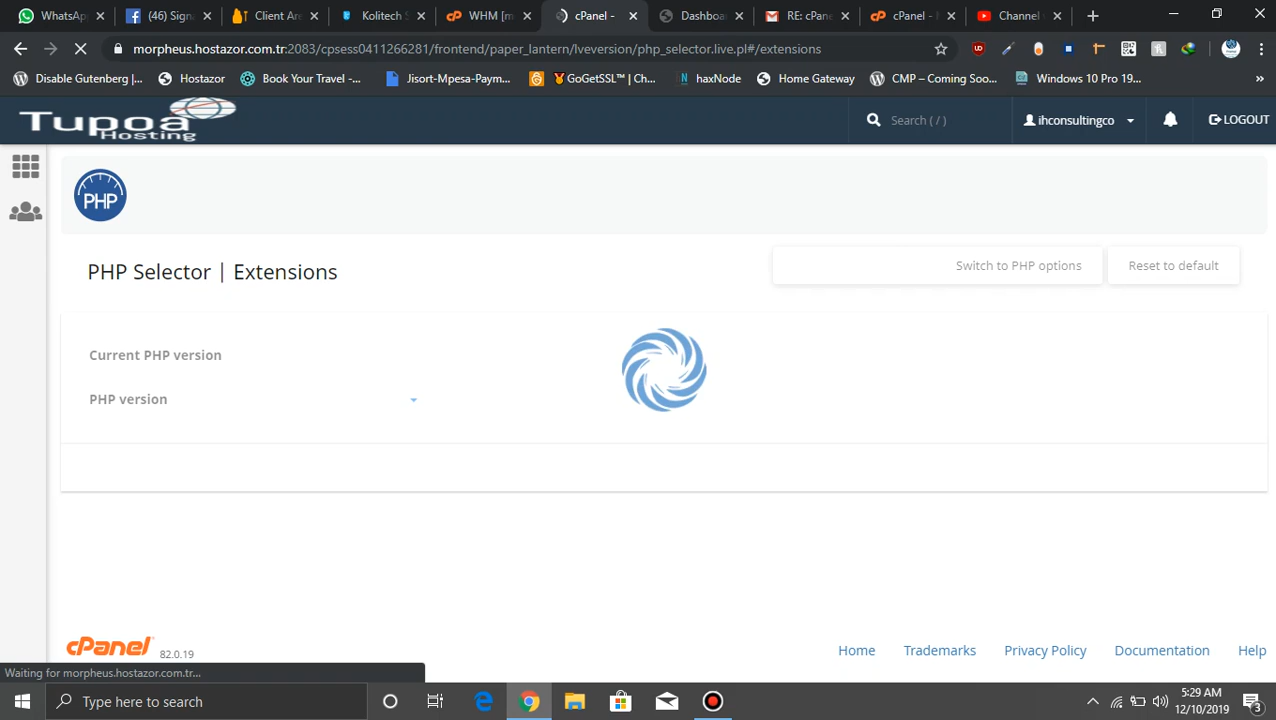 WhatsAp
(46) Signa
Client Are
Kolitech S
WHM [m
cPanel -
Dashboa
RE: cPane
cPanel - F
Channel v
morpheus.hostazor.com.tr:2083/cpsess0411266281/frontend/paper_lantern/lveversion/php_selector.live.pl#/extensions
Disable Gutenberg |...
Hostazor
Book Your Travel -...
Jisort-Mpesa-Paym...
GoGetSSL™ | Ch...
haxNode
Home Gateway
CMP – Coming Soo...
Windows 10 Pro 19...
»
Tupoa
Hosting
Search ( / )
ihconsultingco
LOGOUT
PHP
PHP Selector | Extensions
Switch to PHP options
Reset to default
Current PHP version
PHP version
cPanel
82.0.19
Home
Trademarks
Privacy Policy
Documentation
Help
Waiting for morpheus.hostazor.com.tr...
Type here to search
5:29 AM
12/10/2019
3